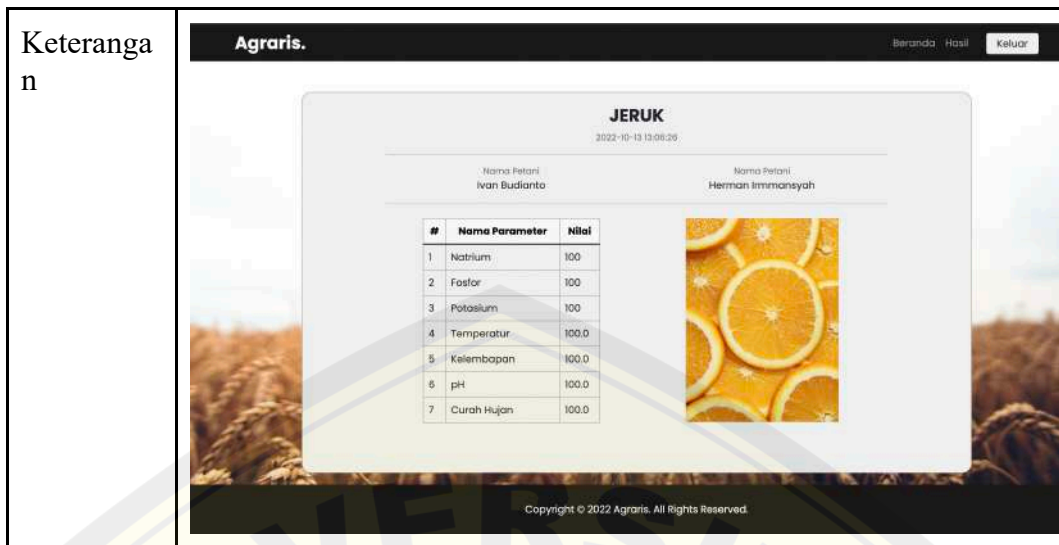 Keteranga
n
Agraris.
Beranda Hasil Keluar
JERUK
2022-10-13 13:06:26
Nama Petani Nama Petani
Ivan Budianto Herman Irmmansyah
# Nama Parameter Nilai
1 Natrium 100
2 Fosfor 100
3 Potasium 100
4 Temperatur 100.0
5 Kelembapan 100.0
6 pH 100.0
7 Curah Hujan 100.0
Copyright © 2022 Agraris. All Rights Reserved.